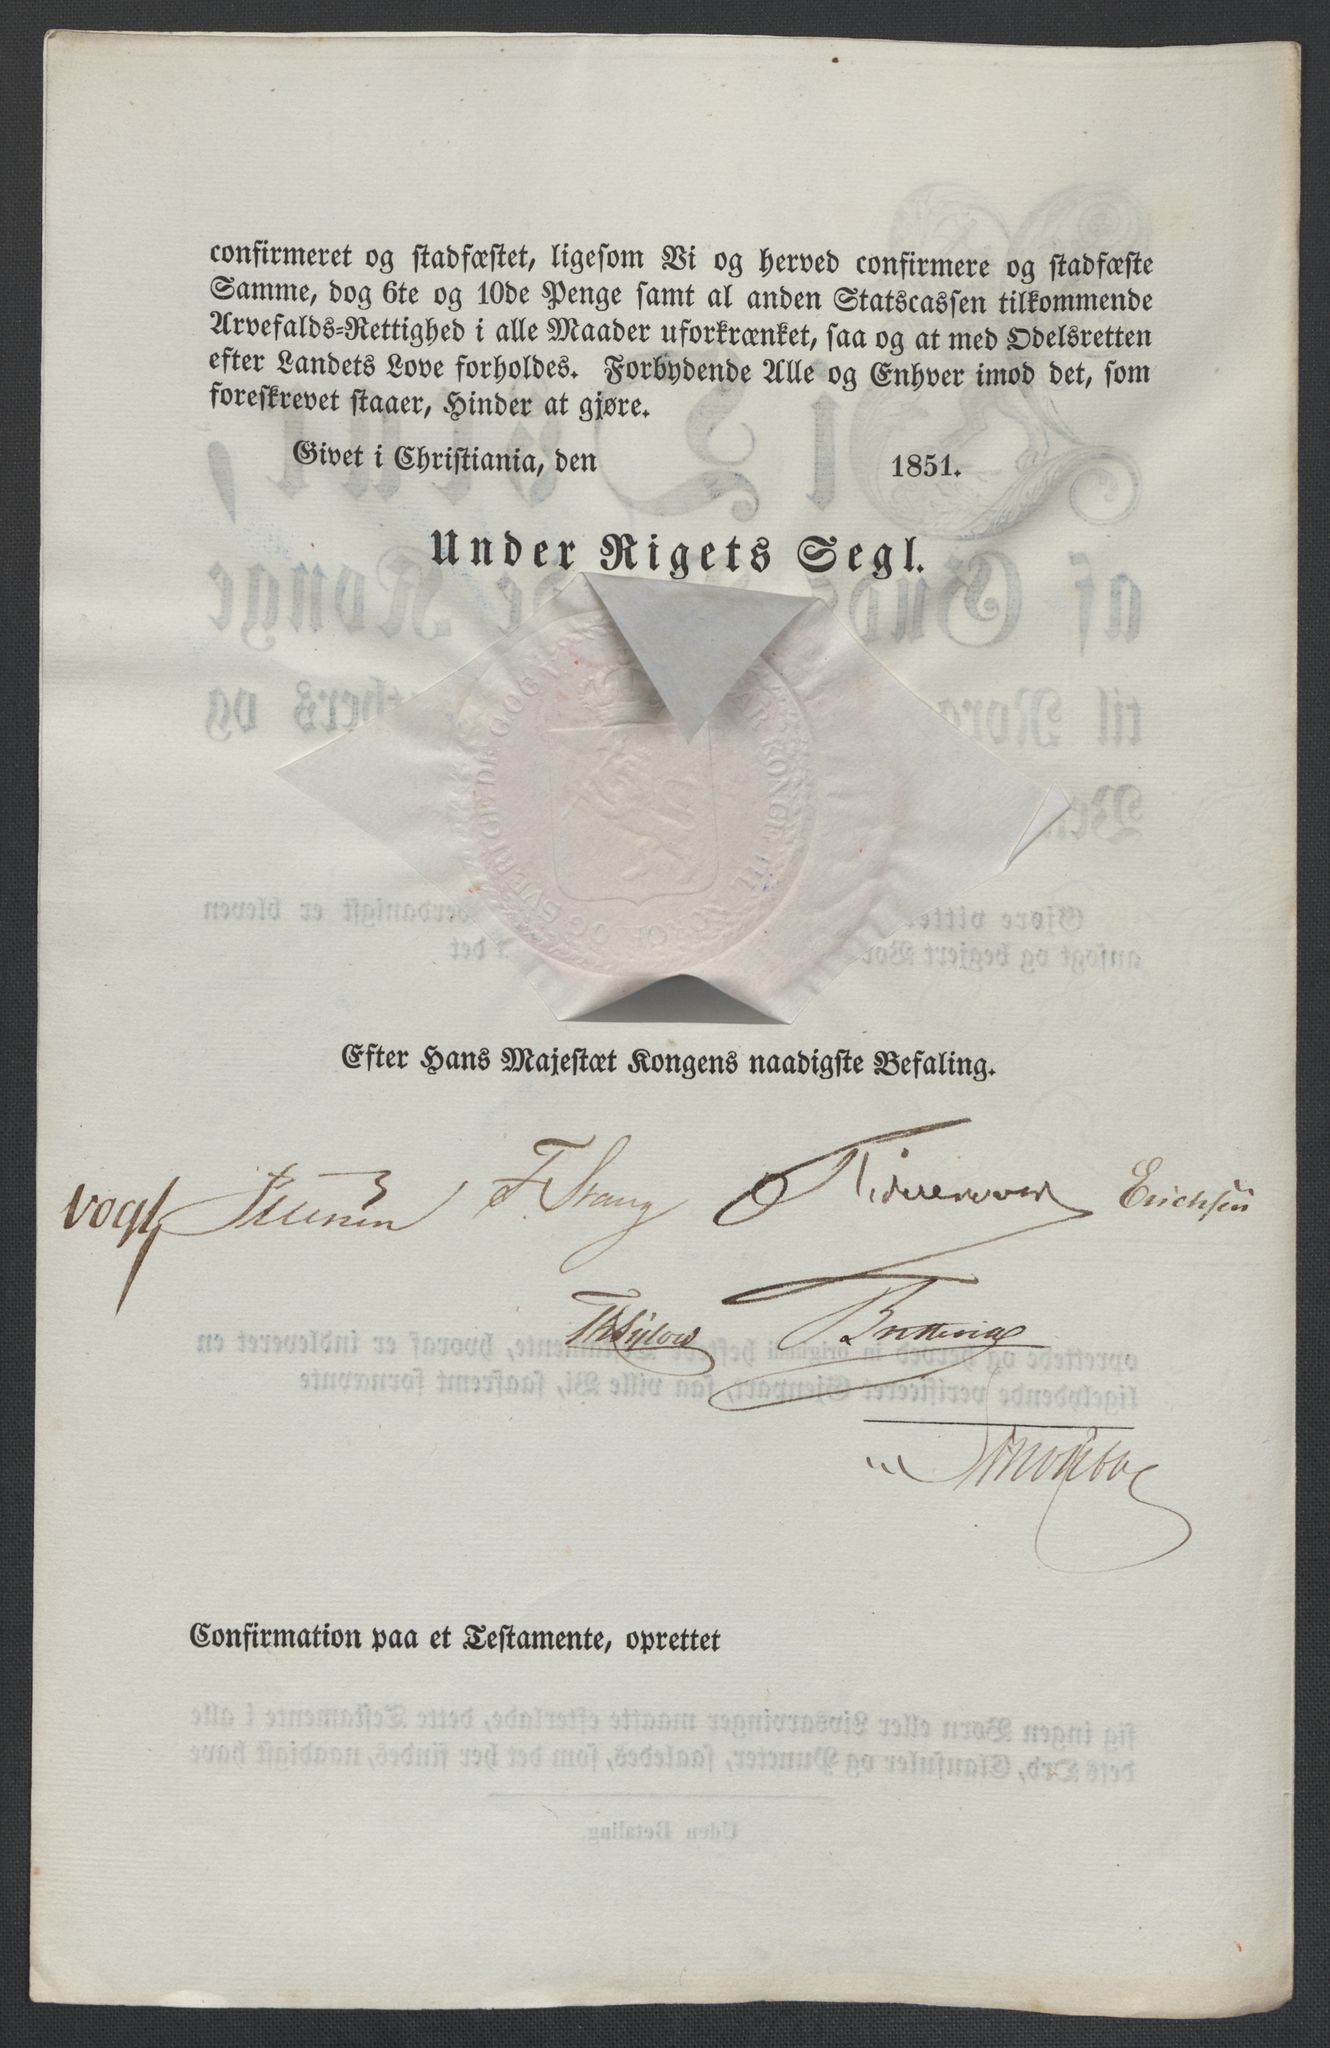 confirmeret og stadfæstet, ligesom Vi og herved confirmere og stadfæste
Samme, dog 6te og 10de Penge samt al anden Statscassen tilkommende
Arvefalds-Rettighed i alle Maader uforkrænket, saa og at med Odelsretten
efter Landets Love forholdes. Forbydende Alle og Enhver imod det, som
foreskrevet staaer, Hinder at gjøre.
Givet i Christiania, den 1851.
Under Rigets Segl.
Efter Hans Majestæt Kongens naadigste Befaling.
Vogt F. Stang Erichsen
Bretteville
Confirmation paa et Testamente, oprettet